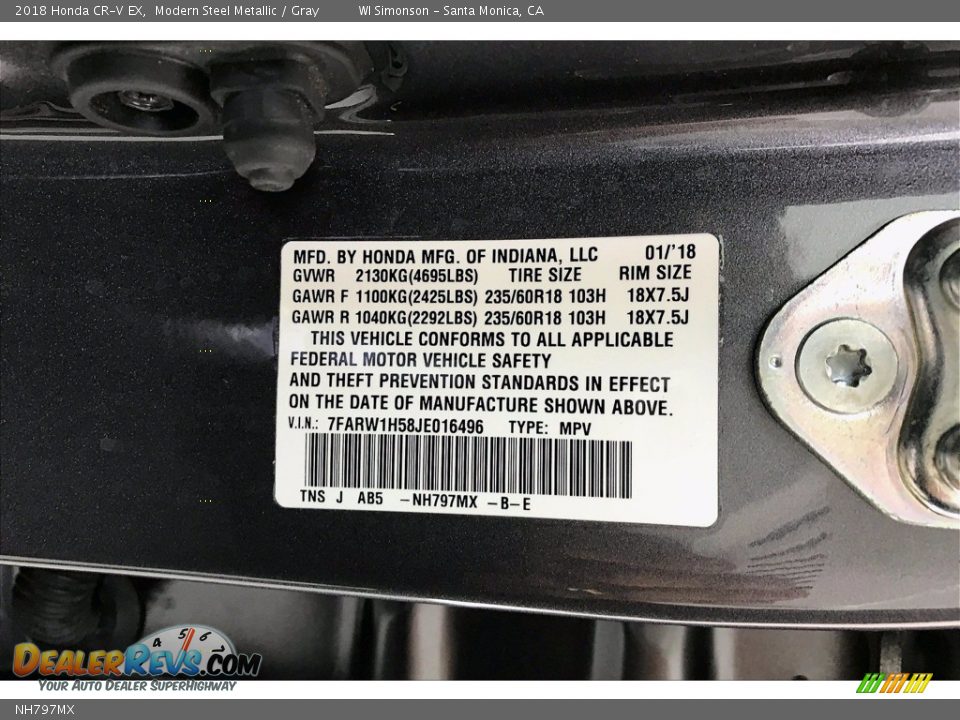 2018 Honda CR-V EX, Modern Steel Metallic / Gray WI Simonson - Santa Monica, CA
MFD. BY HONDA MFG. OF INDIANA, LLC 01/'18
GVWR 2130KG(4695LBS) TIRE SIZE RIM SIZE
GAWR F 1100KG(2425LBS) 235/60R18 103H 18X7.5J
GAWR R 1040KG(2292LBS) 235/60R18 103H 18X7.5J
THIS VEHICLE CONFORMS TO ALL APPLICABLE
FEDERAL MOTOR VEHICLE SAFETY
AND THEFT PREVENTION STANDARDS IN EFFECT
ON THE DATE OF MANUFACTURE SHOWN ABOVE.
V.I.N.: 7FARW1H58JE016496 TYPE: MPV
TNS J AB5 -NH797MX -B-E
4 5 6
DEALERREVS.COM
YOUR AUTO DEALER SUPERHIGHWAY
NH797MX